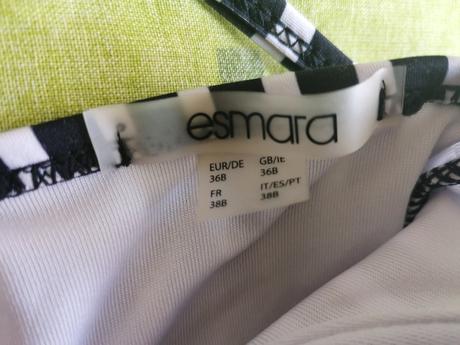 esmara
EUR/DE GB/IE
36B 36B
FR IT/ES/PT
38B 38B